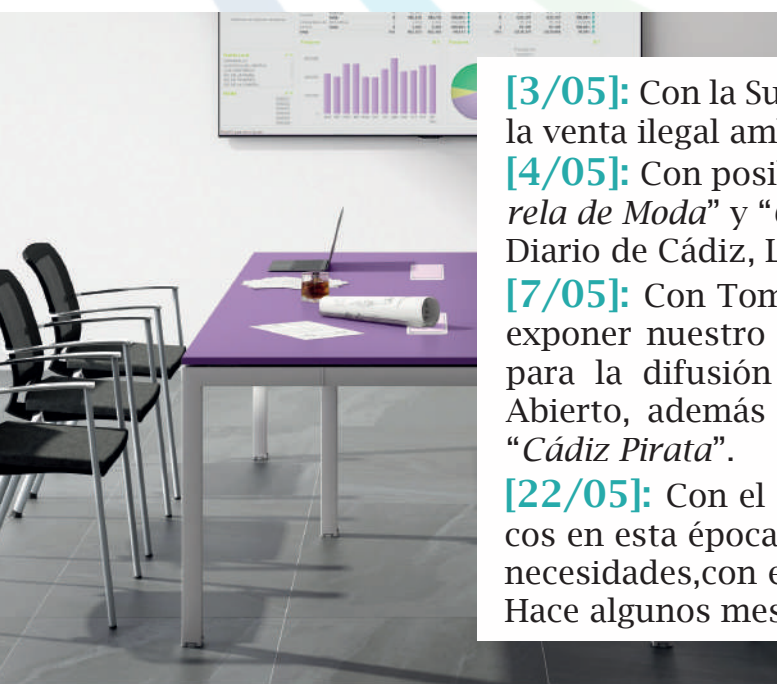 [3/05]: Con la Su
la venta ilegal am
[4/05]: Con posi
rela de Moda” y “
Diario de Cádiz, L
[7/05]: Con Tom
exponer nuestro
para la difusión
Abierto, además
“Cádiz Pirata”.
[22/05]: Con el
cos en esta época
necesidades,con e
Hace algunos mes